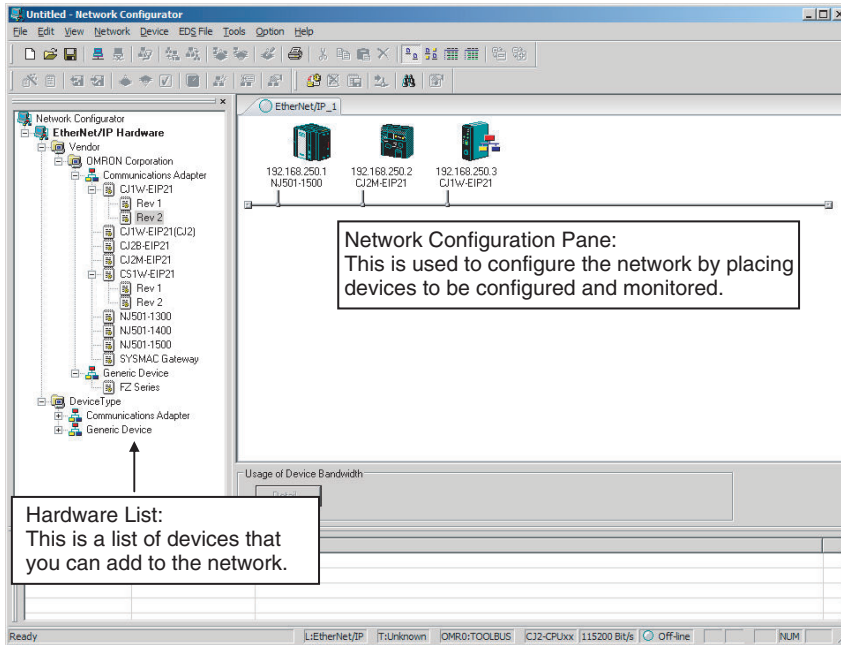 Untitled - Network Configurator
File Edit View Network Device EDS File Tools Option Help
Network Configurator
EtherNet/IP Hardware
Vendor
OMRON Corporation
Communications Adapter
CJ1W-EIP21
Rev 1
Rev 2
CJ1W-EIP21(CJ2)
CJ2B-EIP21
CJ2M-EIP21
CS1W-EIP21
Rev 1
Rev 2
NJ501-1300
NJ501-1400
NJ501-1500
SYSMAC Gateway
Generic Device
FZ Series
DeviceType
Communications Adapter
Generic Device
Hardware List:
This is a list of devices that
you can add to the network.
EtherNet/IP_1
192.168.250.1 192.168.250.2 192.168.250.3
NJ501-1500 CJ2M-EIP21 CJ1W-EIP21
Network Configuration Pane:
This is used to configure the network by placing
devices to be configured and monitored.
Usage of Device Bandwidth
Ready L:EtherNet/IP T:Unknown OMR0:TOOLBUS CJ2-CPUxx 115200 Bit/s Off-line NUM